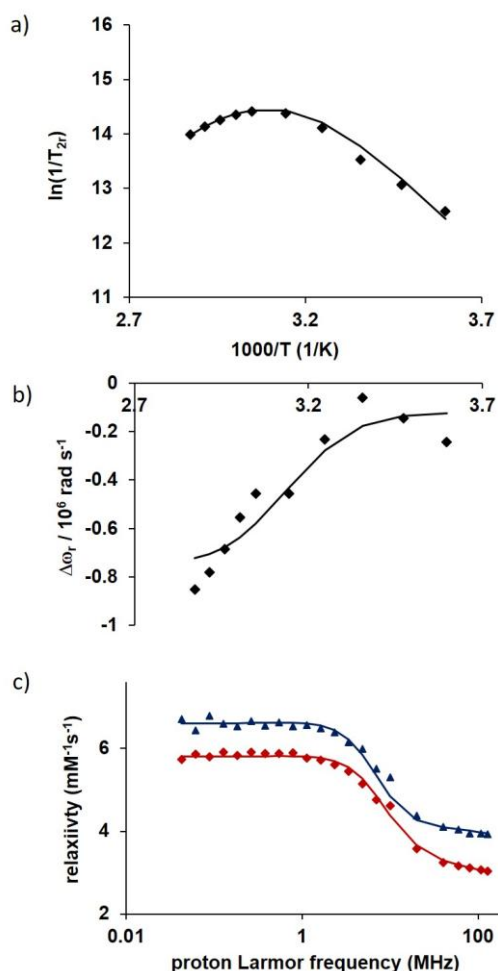 a)
16
15
14
13
12
11
ln(1/T2r)
2.7 3.2 3.7
1000/T (1/K)
b)
0
2.7 3.2 3.7
-0.2
-0.4
-0.6
-0.8
-1
Δωr / 10⁶ rad s⁻¹
c)
6
4
2
relaxiivty (mM⁻¹s⁻¹)
0.01 1 100
proton Larmor frequency (MHz)